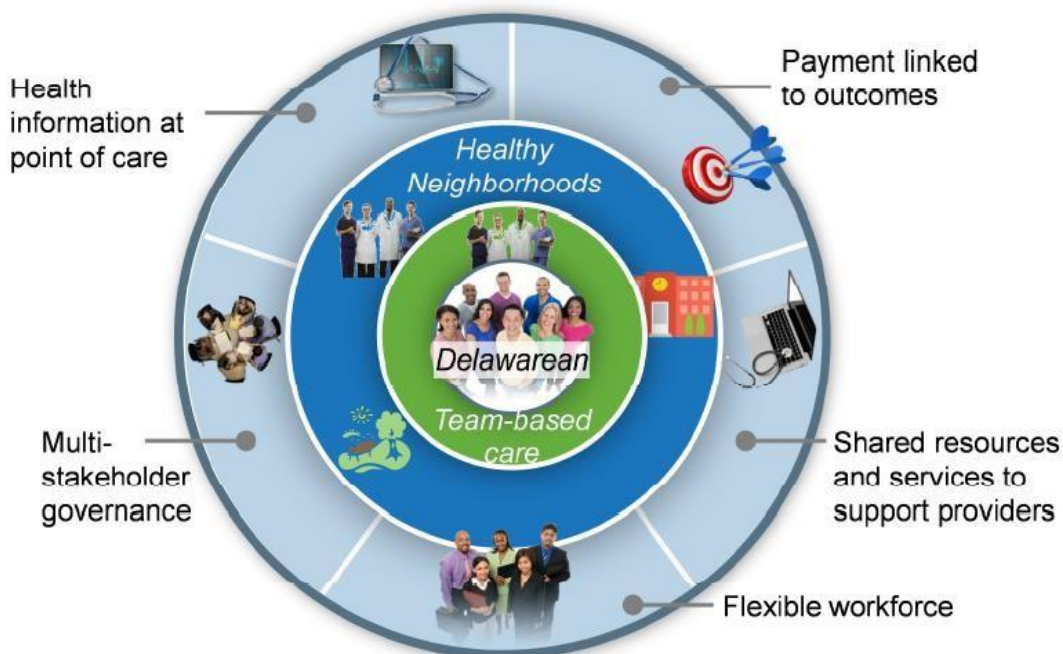 Health
information at
point of care
Payment linked
to outcomes
Healthy
Neighborhoods
Delawarean
Team-based
care
Multi-
stakeholder
governance
Shared resources
and services to
support providers
Flexible workforce